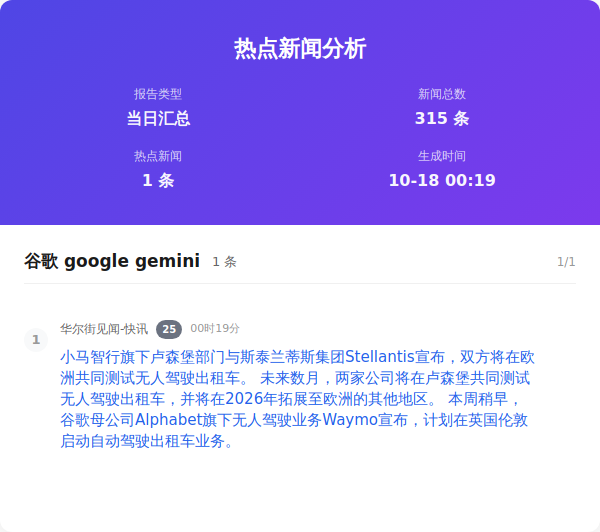 热点新闻分析
报告类型
新闻总数
当日汇总
315 条
热点新闻
生成时间
1 条
10-18 00:19
谷歌 google gemini 1 条 1/1
1 华尔街见闻-快讯 25 00时19分
小马智行旗下卢森堡部门与斯泰兰蒂斯集团Stellantis宣布，双方将在欧
洲共同测试无人驾驶出租车。 未来数月，两家公司将在卢森堡共同测试
无人驾驶出租车，并将在2026年拓展至欧洲的其他地区。 本周稍早，
谷歌母公司Alphabet旗下无人驾驶业务Waymo宣布，计划在英国伦敦
启动自动驾驶出租车业务。